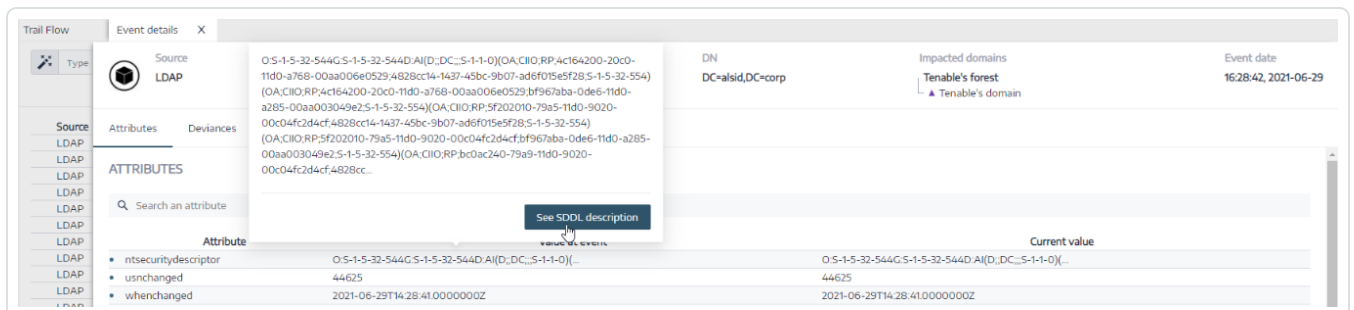 Trail Flow
Event details X
Type
Source
LDAP
O:S-1-5-32-544G:S-1-5-32-544D:AI(D;;DC;;;S-1-1-0)(OA;CIIO;RP;4c164200-20c0-
11d0-a768-00aa006e0529;4828cc14-1437-45bc-9b07-ad6f015e5f28;S-1-5-32-554)
(OA;CIIO;RP;4c164200-20c0-11d0-a768-00aa006e0529;bf967aba-0de6-11d0-
a285-00aa003049e2;S-1-5-32-554)(OA;CIIO;RP;5f202010-79a5-11d0-9020-
00c04fc2d4cf;4828cc14-1437-45bc-9b07-ad6f015e5f28;S-1-5-32-554)
(OA;CIIO;RP;5f202010-79a5-11d0-9020-00c04fc2d4cf;bf967aba-0de6-11d0-a285-
00aa003049e2;S-1-5-32-554)(OA;CIIO;RP;bc0ac240-79a9-11d0-9020-
00c04fc2d4cf;4828cc...
See SDDL description
DN
DC=alsid,DC=corp
Impacted domains
Tenable's forest
Tenable's domain
Event date
16:28:42, 2021-06-29
Source
LDAP
LDAP
LDAP
LDAP
LDAP
LDAP
LDAP
LDAP
LDAP
LDAP
LDAP
Attributes Deviances
ATTRIBUTES
Search an attribute
Attribute Value at event Current value
ntsecuritydescriptor O:S-1-5-32-544G:S-1-5-32-544D:AI(D;;DC;;;S-1-1-0)(... O:S-1-5-32-544G:S-1-5-32-544D:AI(D;;DC;;;S-1-1-0)(...
usnchanged 44625 44625
whenchanged 2021-06-29T14:28:41.0000000Z 2021-06-29T14:28:41.0000000Z